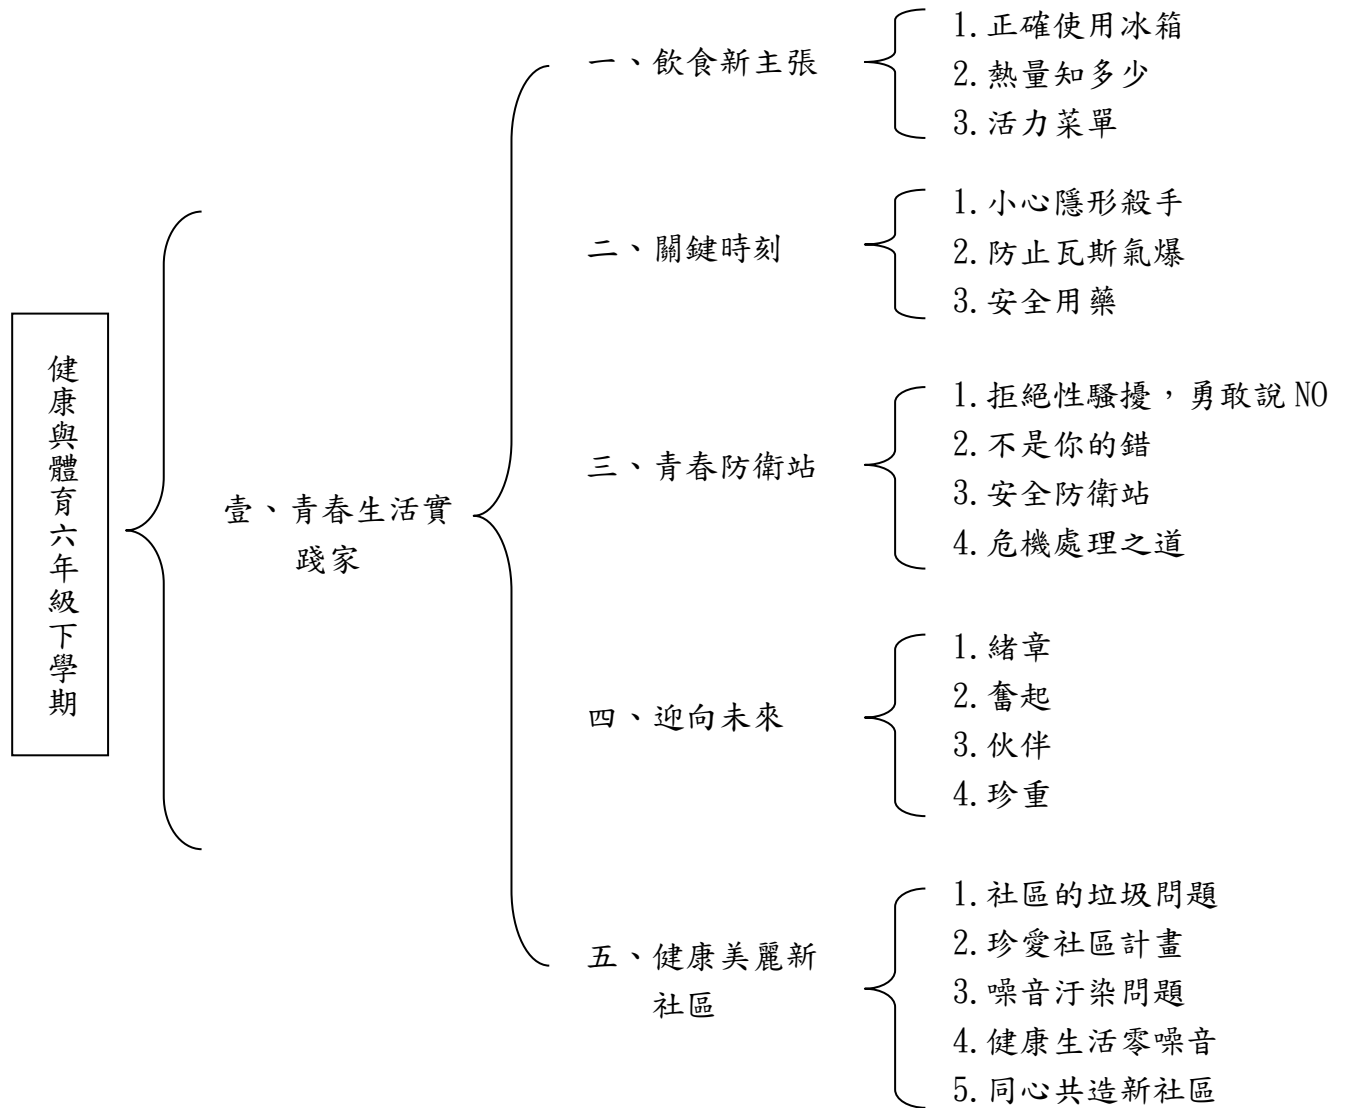 健康與體育六年級下學期
壹、青春生活實
踐家
一、飲食新主張
1.正確使用冰箱
2.熱量知多少
3.活力菜單
二、關鍵時刻
1.小心隱形殺手
2.防止瓦斯氣爆
3.安全用藥
三、青春防衛站
1.拒絕性騷擾，勇敢說 NO
2.不是你的錯
3.安全防衛站
4.危機處理之道
四、迎向未來
1.緒章
2.奮起
3.伙伴
4.珍重
五、健康美麗新
社區
1.社區的垃圾問題
2.珍愛社區計畫
3.噪音汙染問題
4.健康生活零噪音
5.同心共造新社區